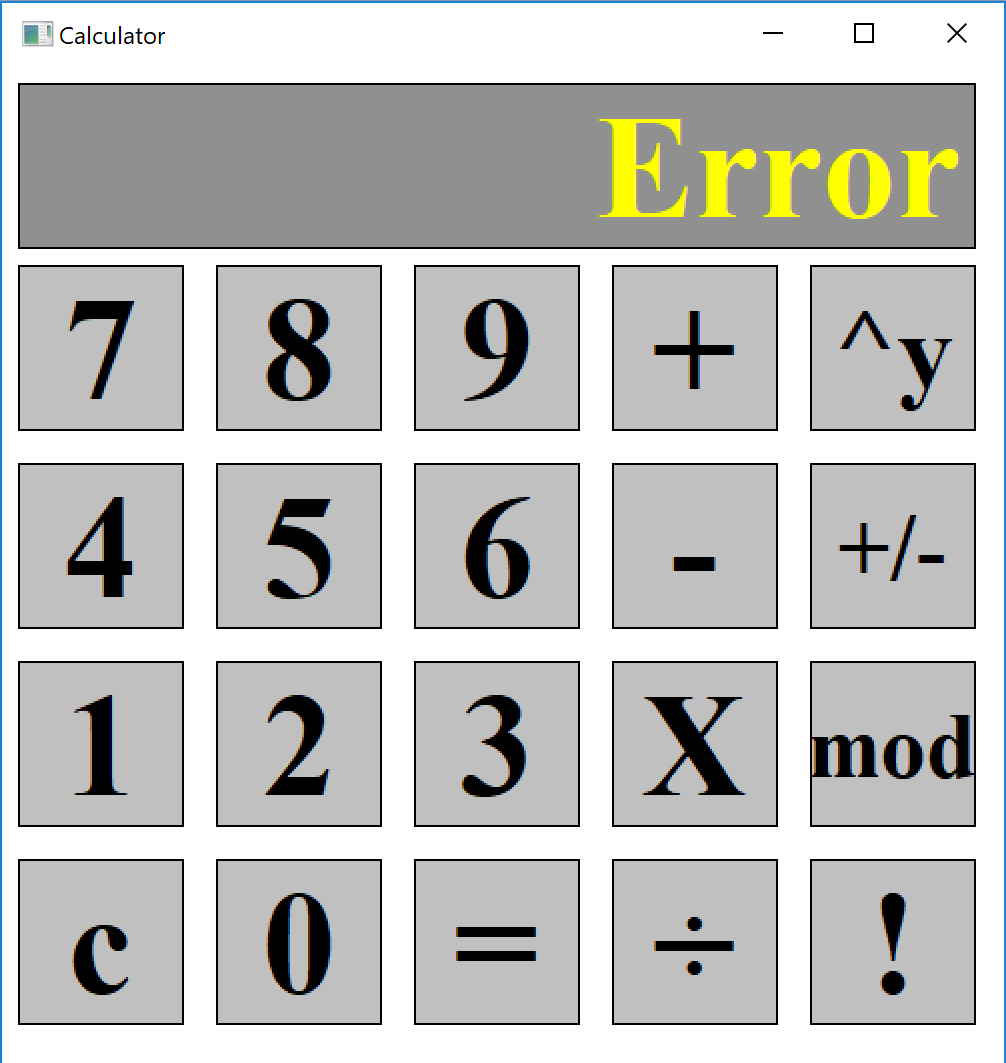 Calculator
Error
7 8 9 + ^y
4 5 6 - +/-
1 2 3 X mod
c 0 = ÷ !